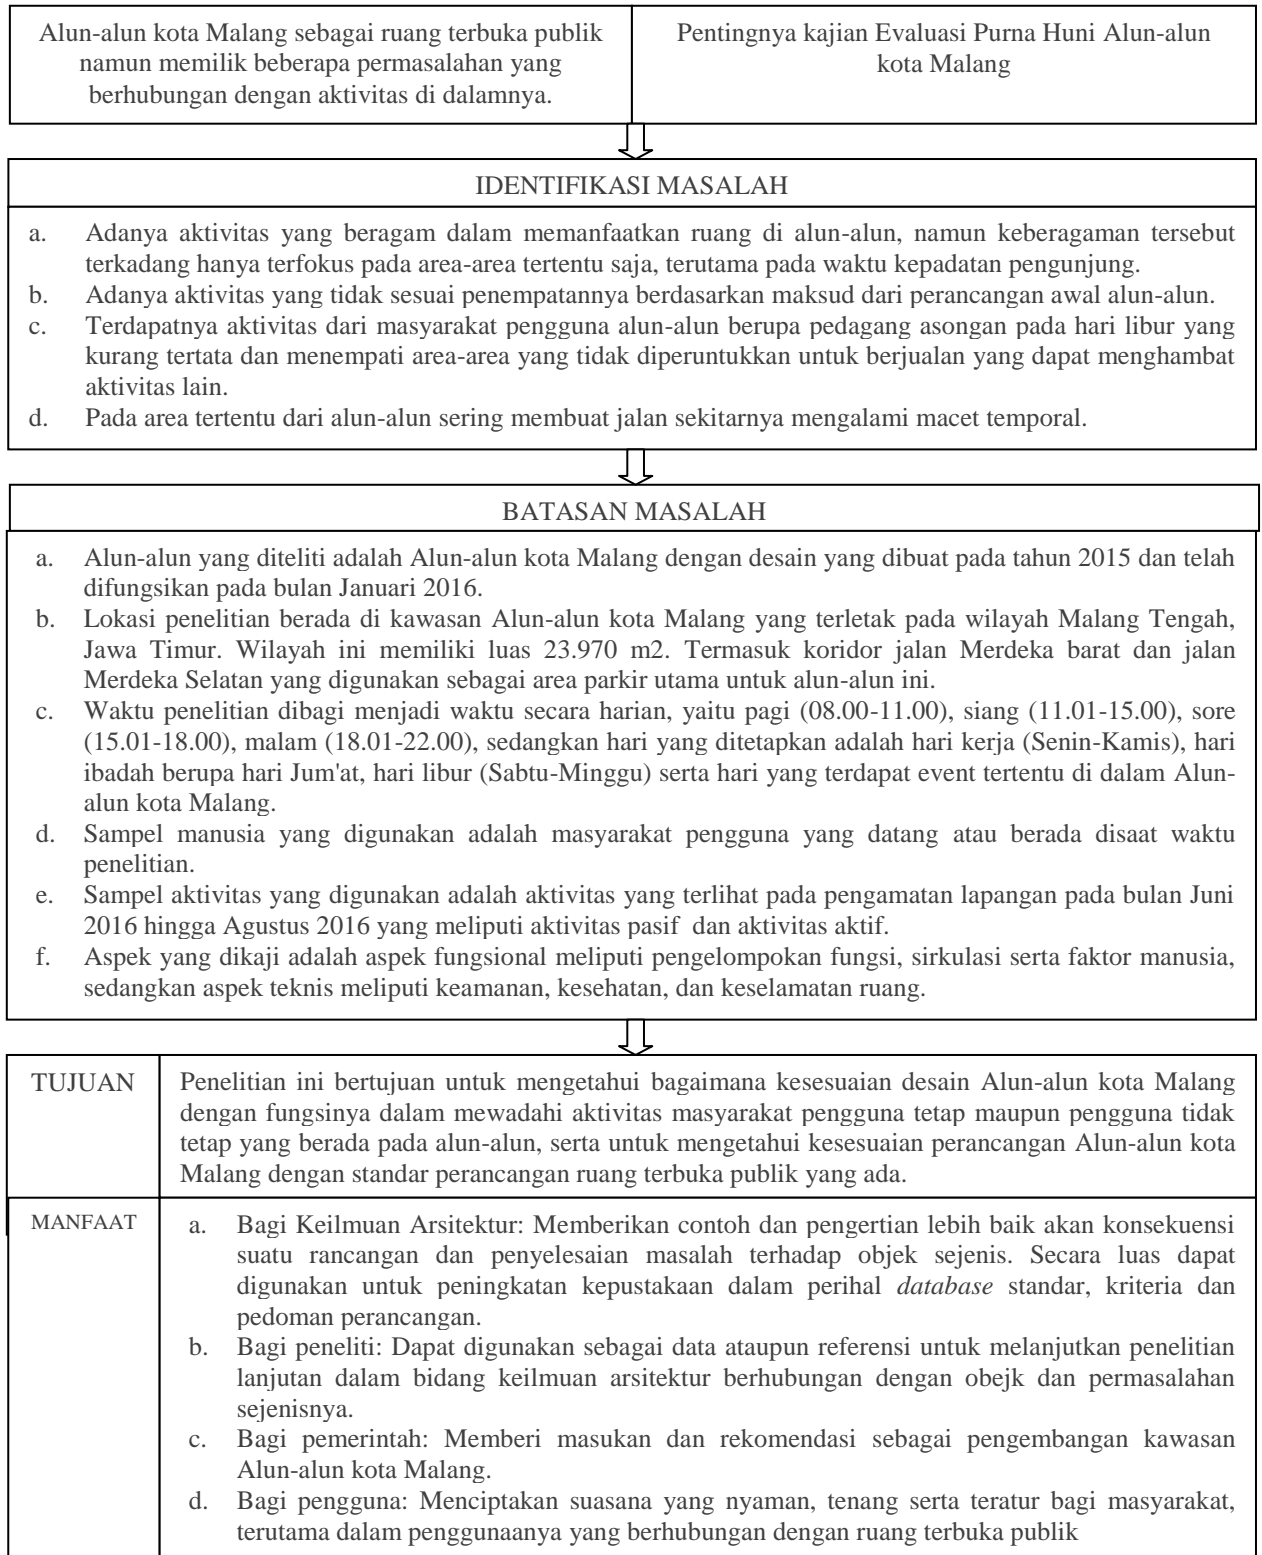 Alun-alun kota Malang sebagai ruang terbuka publik
namun memilik beberapa permasalahan yang
berhubungan dengan aktivitas di dalamnya.
Pentingnya kajian Evaluasi Purna Huni Alun-alun
kota Malang
IDENTIFIKASI MASALAH
a. Adanya aktivitas yang beragam dalam memanfaatkan ruang di alun-alun, namun keberagaman tersebut
terkadang hanya terfokus pada area-area tertentu saja, terutama pada waktu kepadatan pengunjung.
b. Adanya aktivitas yang tidak sesuai penempatannya berdasarkan maksud dari perancangan awal alun-alun.
c. Terdapatnya aktivitas dari masyarakat pengguna alun-alun berupa pedagang asongan pada hari libur yang
kurang tertata dan menempati area-area yang tidak diperuntukkan untuk berjualan yang dapat menghambat
aktivitas lain.
d. Pada area tertentu dari alun-alun sering membuat jalan sekitarnya mengalami macet temporal.
BATASAN MASALAH
a. Alun-alun yang diteliti adalah Alun-alun kota Malang dengan desain yang dibuat pada tahun 2015 dan telah
difungsikan pada bulan Januari 2016.
b. Lokasi penelitian berada di kawasan Alun-alun kota Malang yang terletak pada wilayah Malang Tengah,
Jawa Timur. Wilayah ini memiliki luas 23.970 m2. Termasuk koridor jalan Merdeka barat dan jalan
Merdeka Selatan yang digunakan sebagai area parkir utama untuk alun-alun ini.
c. Waktu penelitian dibagi menjadi waktu secara harian, yaitu pagi (08.00-11.00), siang (11.01-15.00), sore
(15.01-18.00), malam (18.01-22.00), sedangkan hari yang ditetapkan adalah hari kerja (Senin-Kamis), hari
ibadah berupa hari Jum'at, hari libur (Sabtu-Minggu) serta hari yang terdapat event tertentu di dalam Alun-
alun kota Malang.
d. Sampel manusia yang digunakan adalah masyarakat pengguna yang datang atau berada disaat waktu
penelitian.
e. Sampel aktivitas yang digunakan adalah aktivitas yang terlihat pada pengamatan lapangan pada bulan Juni
2016 hingga Agustus 2016 yang meliputi aktivitas pasif dan aktivitas aktif.
f. Aspek yang dikaji adalah aspek fungsional meliputi pengelompokan fungsi, sirkulasi serta faktor manusia,
sedangkan aspek teknis meliputi keamanan, kesehatan, dan keselamatan ruang.
TUJUAN
Penelitian ini bertujuan untuk mengetahui bagaimana kesesuaian desain Alun-alun kota Malang
dengan fungsinya dalam mewadahi aktivitas masyarakat pengguna tetap maupun pengguna tidak
tetap yang berada pada alun-alun, serta untuk mengetahui kesesuaian perancangan Alun-alun kota
Malang dengan standar perancangan ruang terbuka publik yang ada.
MANFAAT
a. Bagi Keilmuan Arsitektur: Memberikan contoh dan pengertian lebih baik akan konsekuensi
suatu rancangan dan penyelesaian masalah terhadap objek sejenis. Secara luas dapat
digunakan untuk peningkatan kepustakaan dalam perihal database standar, kriteria dan
pedoman perancangan.
b. Bagi peneliti: Dapat digunakan sebagai data ataupun referensi untuk melanjutkan penelitian
lanjutan dalam bidang keilmuan arsitektur berhubungan dengan obejk dan permasalahan
sejenisnya.
c. Bagi pemerintah: Memberi masukan dan rekomendasi sebagai pengembangan kawasan
Alun-alun kota Malang.
d. Bagi pengguna: Menciptakan suasana yang nyaman, tenang serta teratur bagi masyarakat,
terutama dalam penggunaanya yang berhubungan dengan ruang terbuka publik